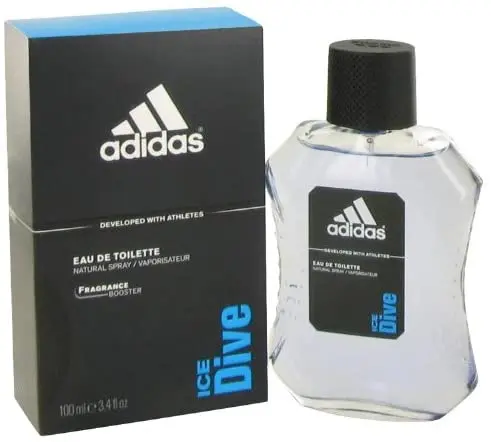 adidas
DEVELOPED WITH ATHLETES
EAU DE TOILETTE
NATURAL SPRAY / VAPORISATEUR
FRAGRANCE
BOOSTER
ICE
Dive
100 ml e 3.4 fl oz
adidas
DEVELOPED WITH ATHLETES
EAU DE TOILETTE
NATURAL SPRAY / VAPORISATEUR
ICE
Dive